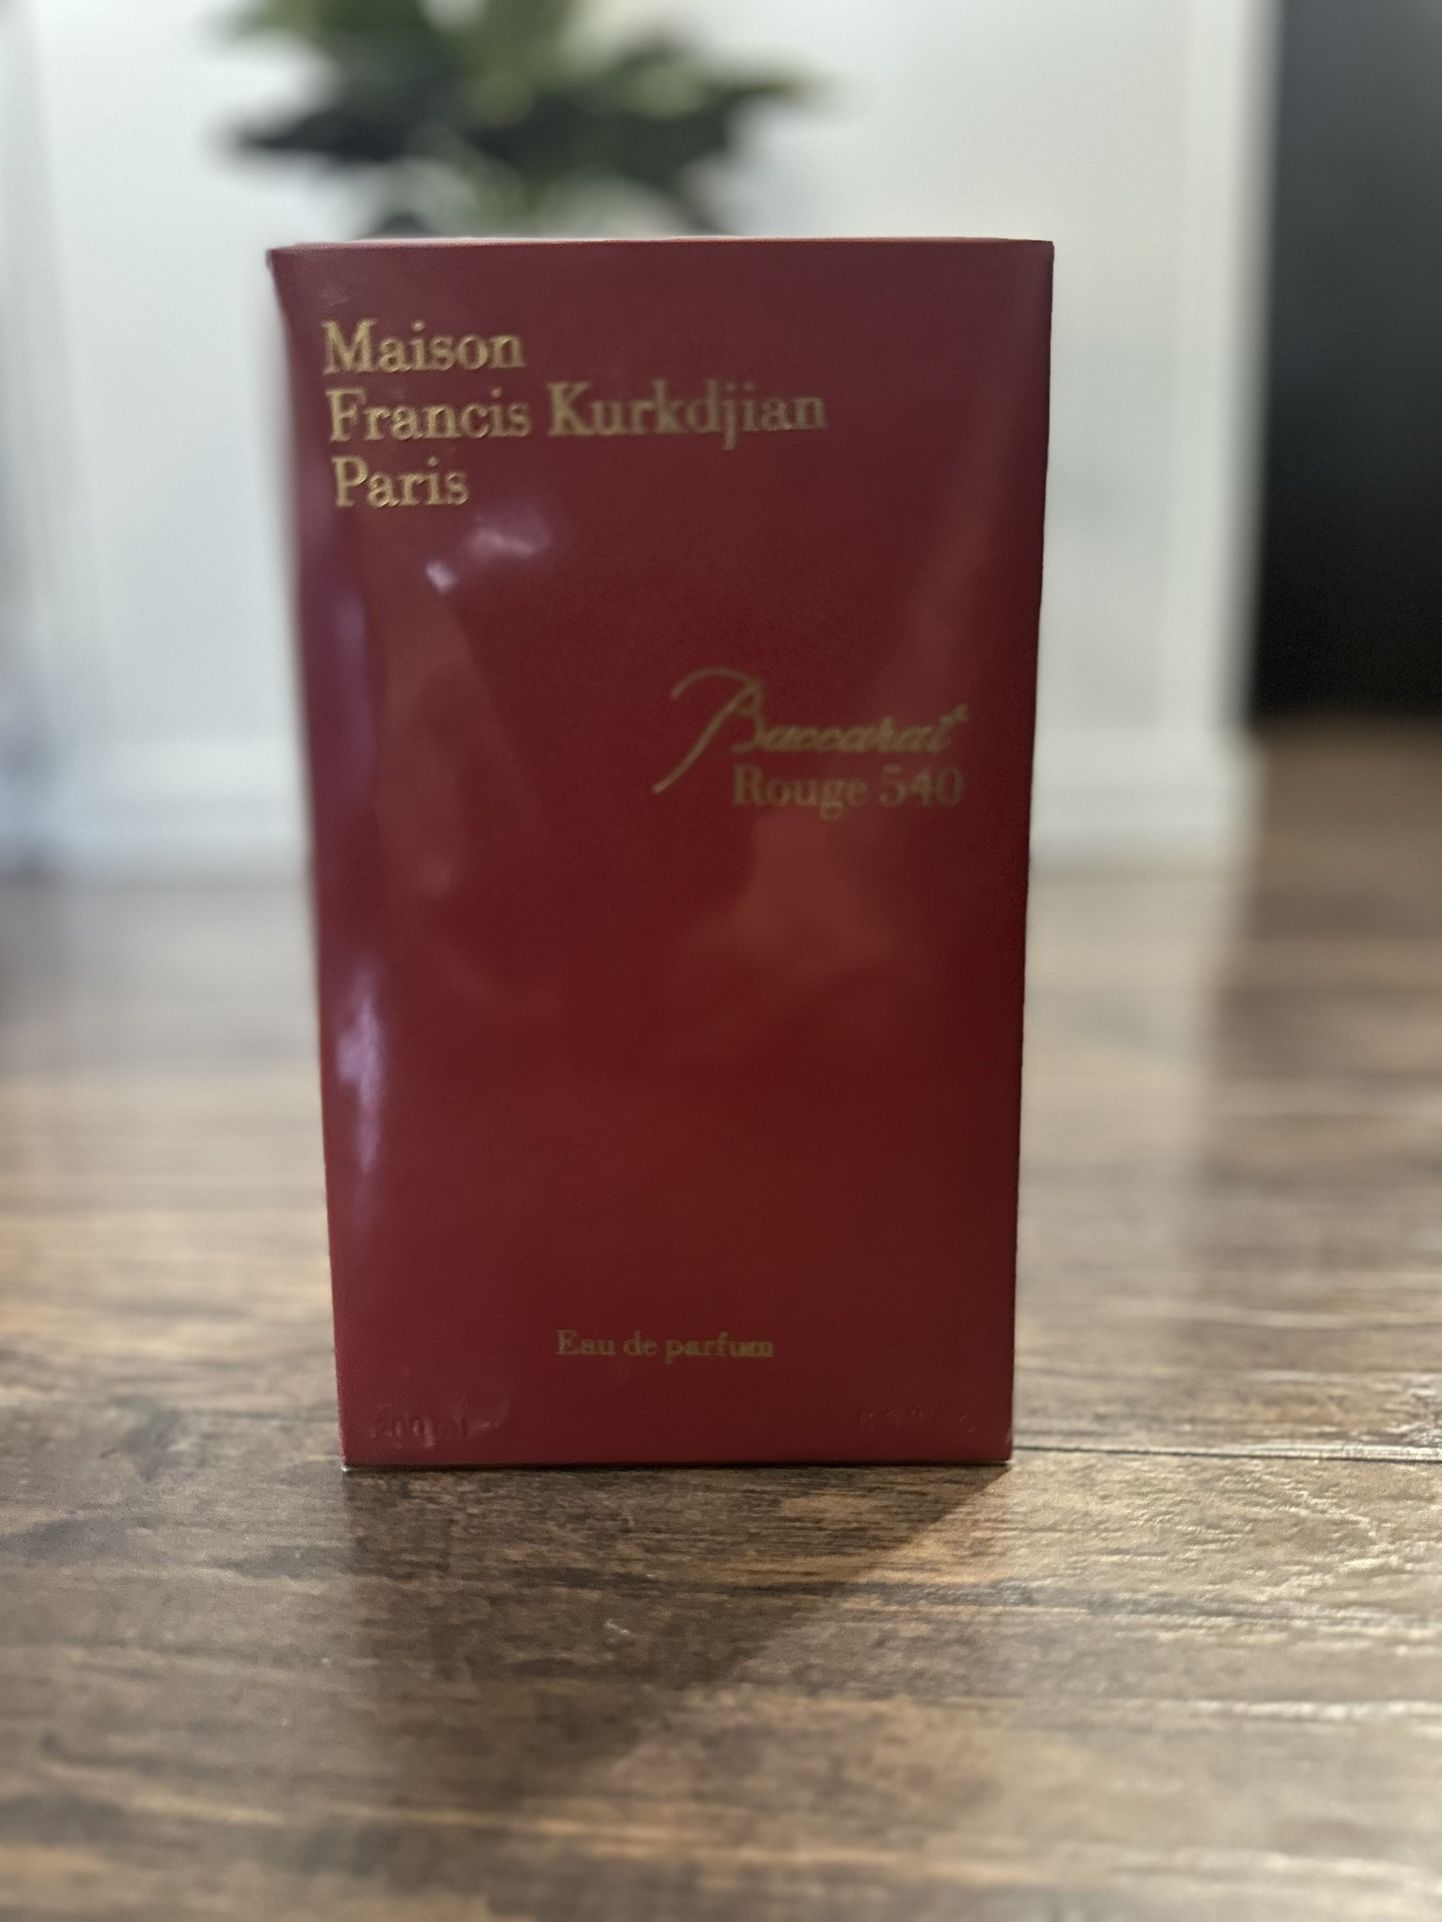 Maison
Francis Kurkdjian
Paris
Baccarat
Rouge 540
Eau de parfum